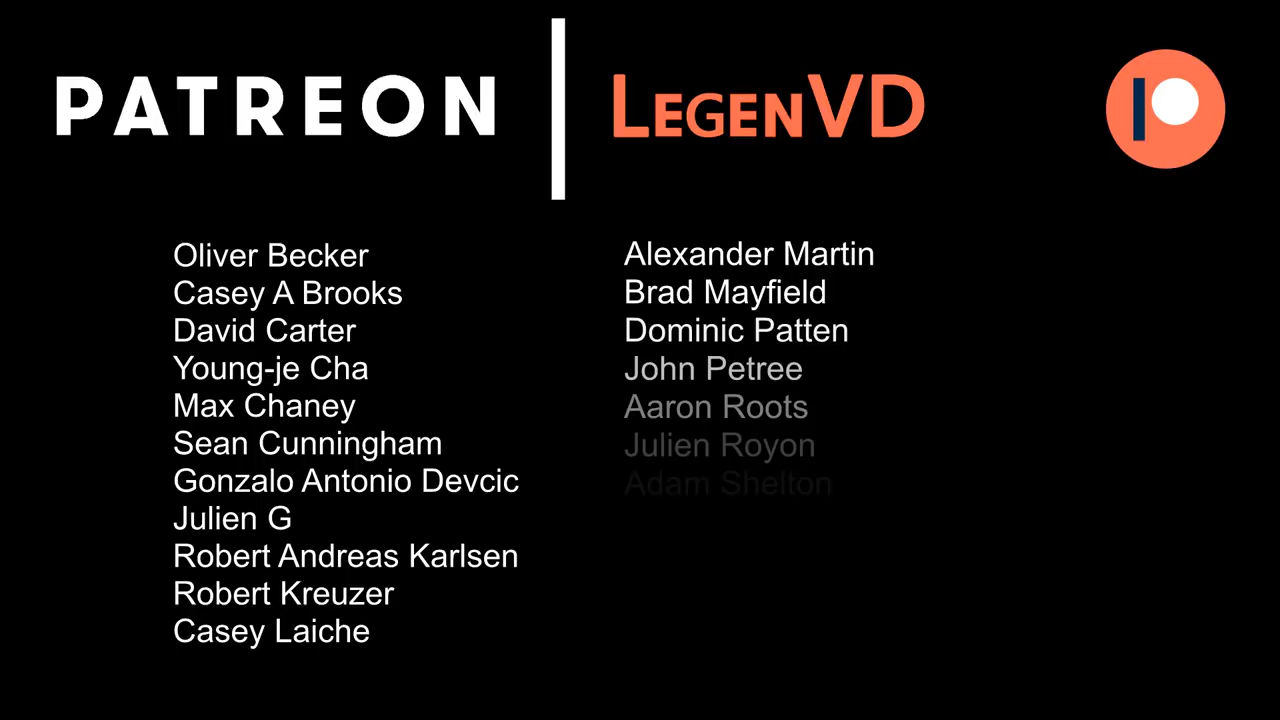 PATREON
LEGENVD
Oliver Becker
Casey A Brooks
David Carter
Young-je Cha
Max Chaney
Sean Cunningham
Gonzalo Antonio Devcic
Julien G
Robert Andreas Karlsen
Robert Kreuzer
Casey Laiche
Alexander Martin
Brad Mayfield
Dominic Patten
John Petree
Aaron Roots
Julien Royon
Adam Shelton